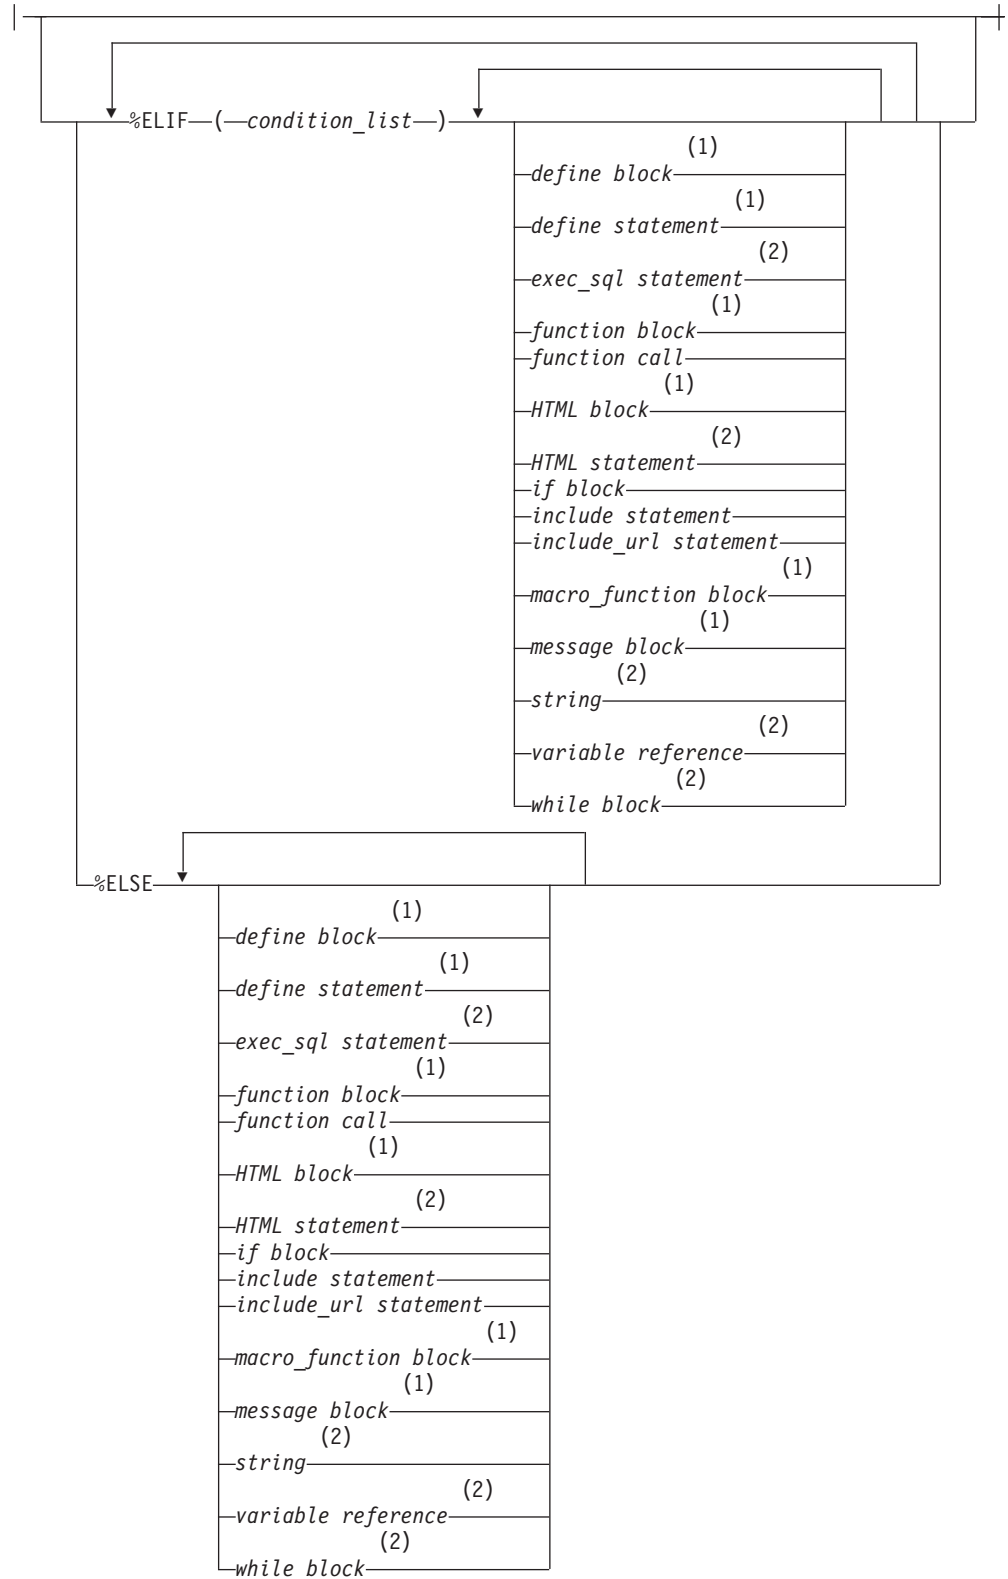 %ELIF ( condition_list )
(1)
define block
(1)
define statement
(2)
exec_sql statement
(1)
function block
function call
(1)
HTML block
(2)
HTML statement
if block
include statement
include_url statement
(1)
macro_function block
(1)
message block
(2)
string
(2)
variable reference
(2)
while block
%ELSE
(1)
define block
(1)
define statement
(2)
exec_sql statement
(1)
function block
function call
(1)
HTML block
(2)
HTML statement
if block
include statement
include_url statement
(1)
macro_function block
(1)
message block
(2)
string
(2)
variable reference
(2)
while block